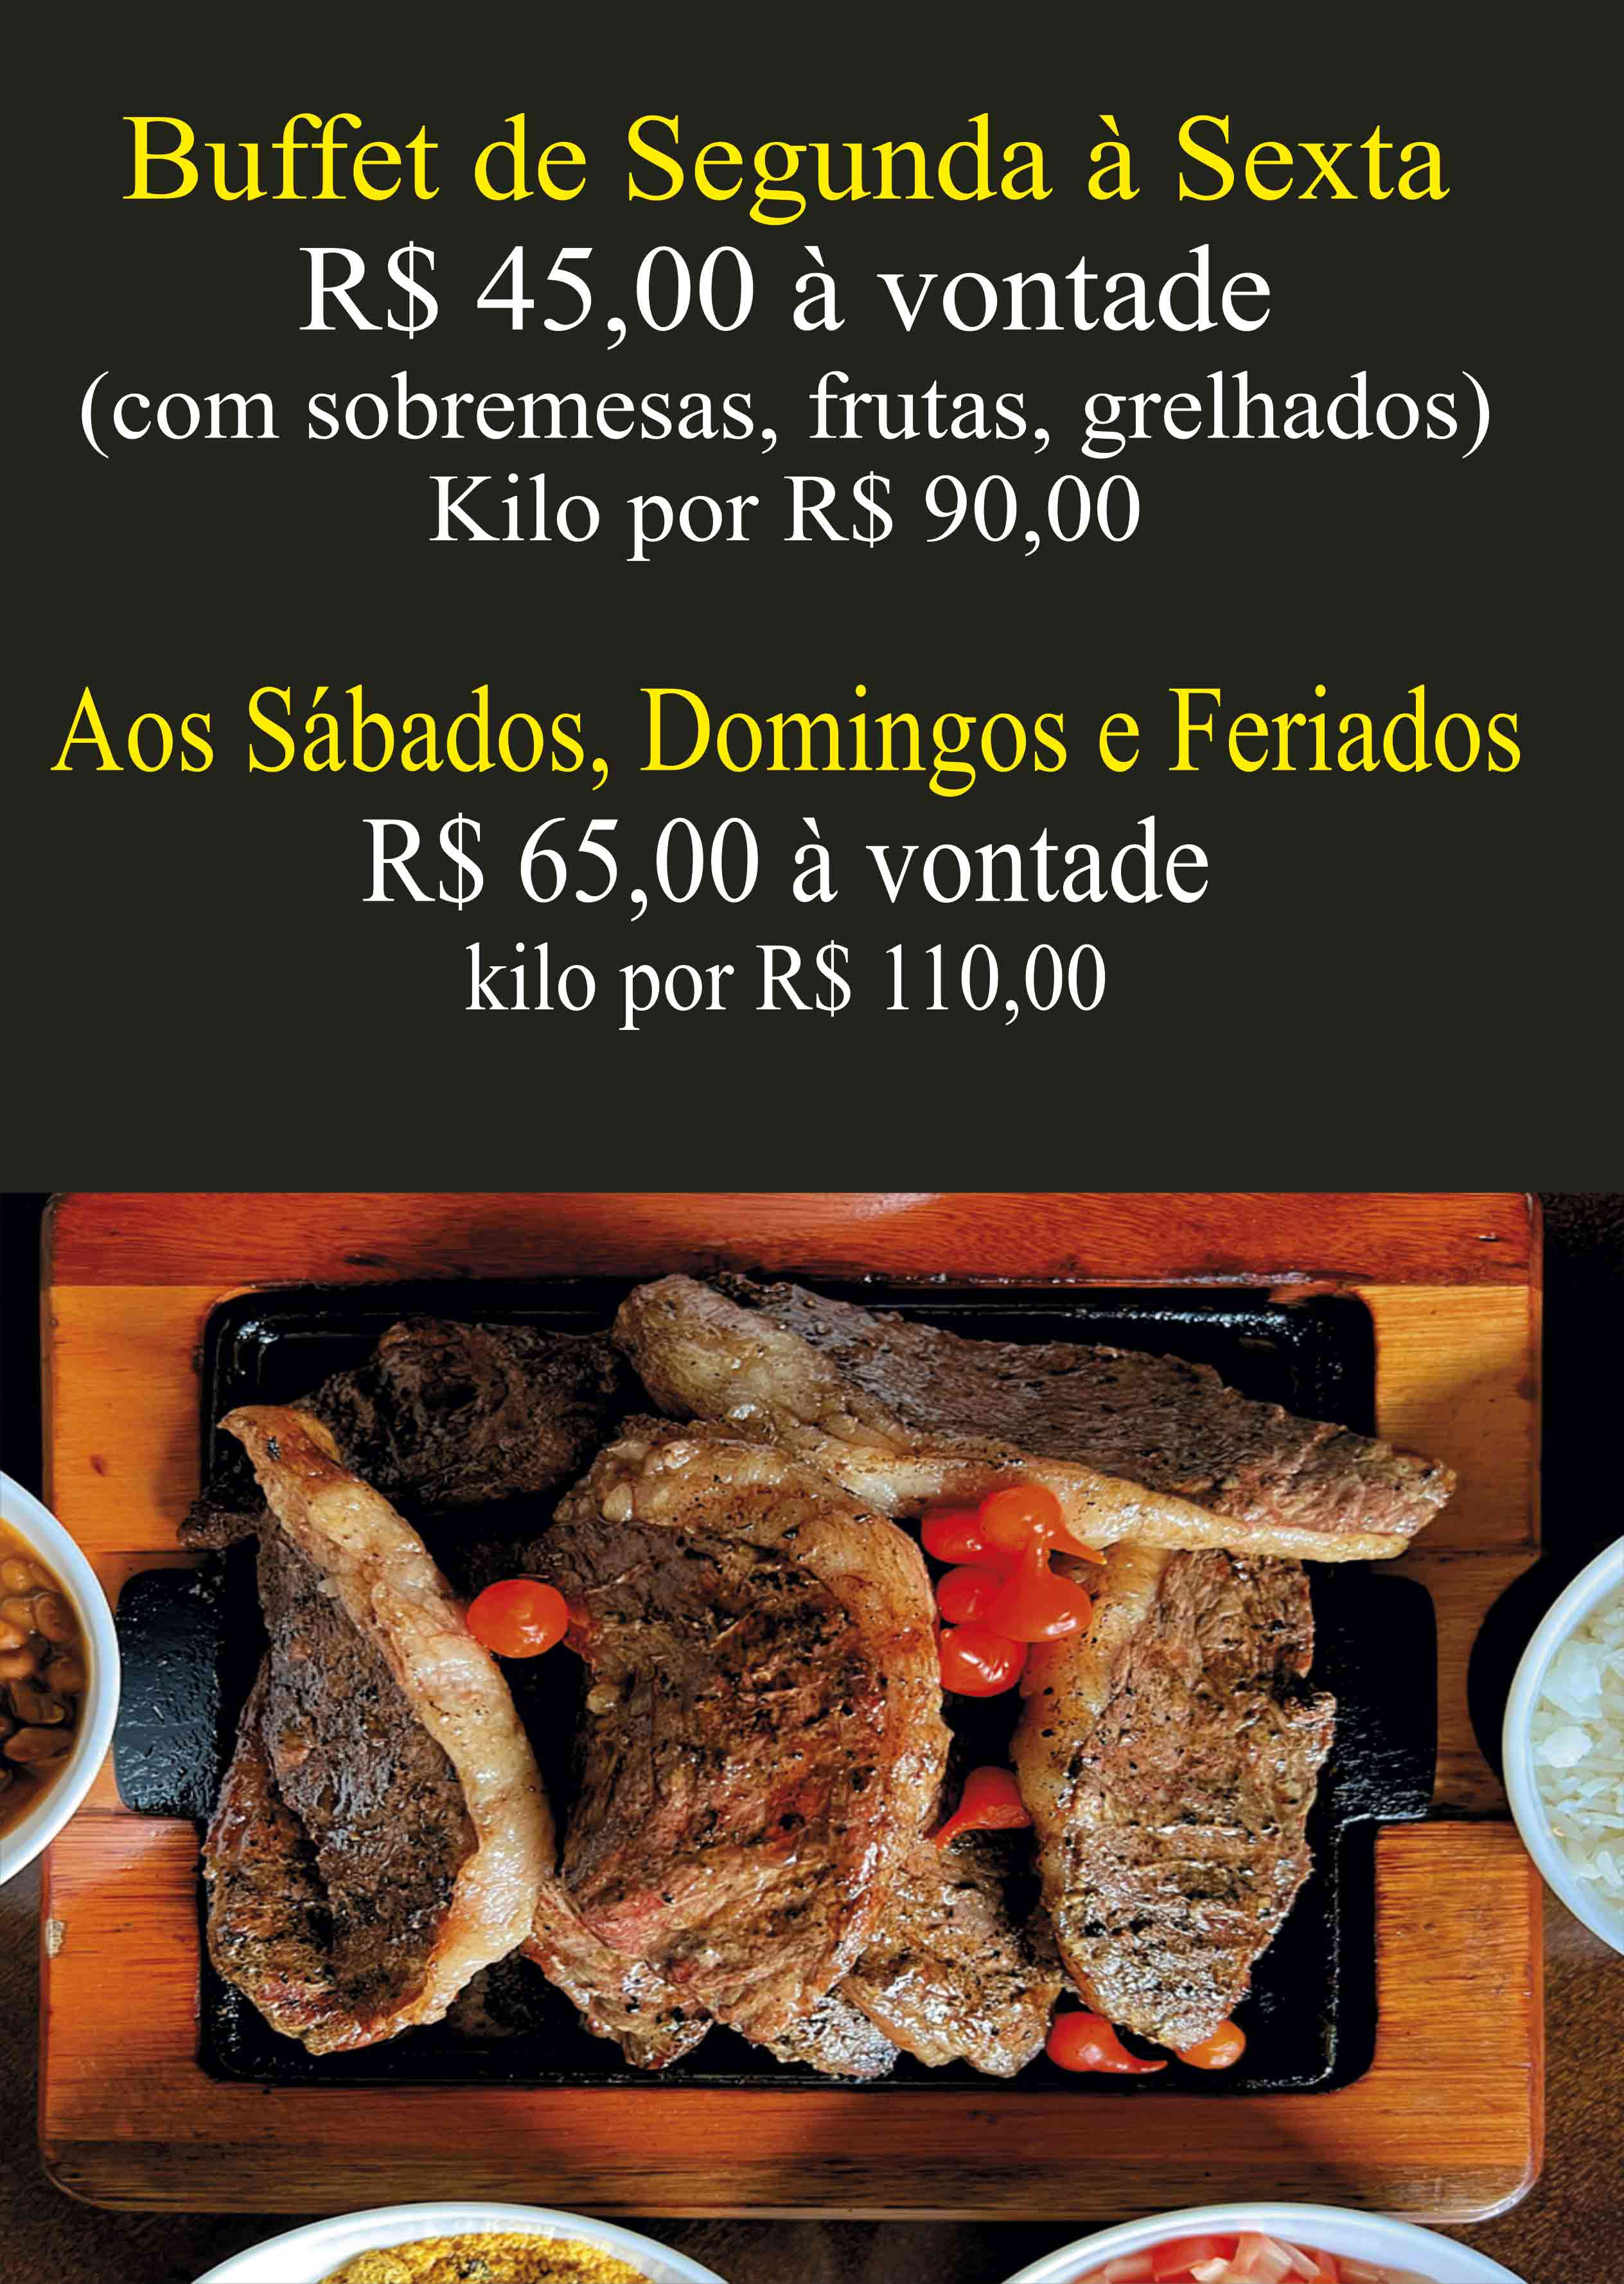 Buffet de Segunda à Sexta
R$ 45,00 à vontade
(com sobremesas, frutas, grelhados)
Kilo por R$ 90,00
Aos Sábados, Domingos e Feriados
R$ 65,00 à vontade
kilo por R$ 110,00